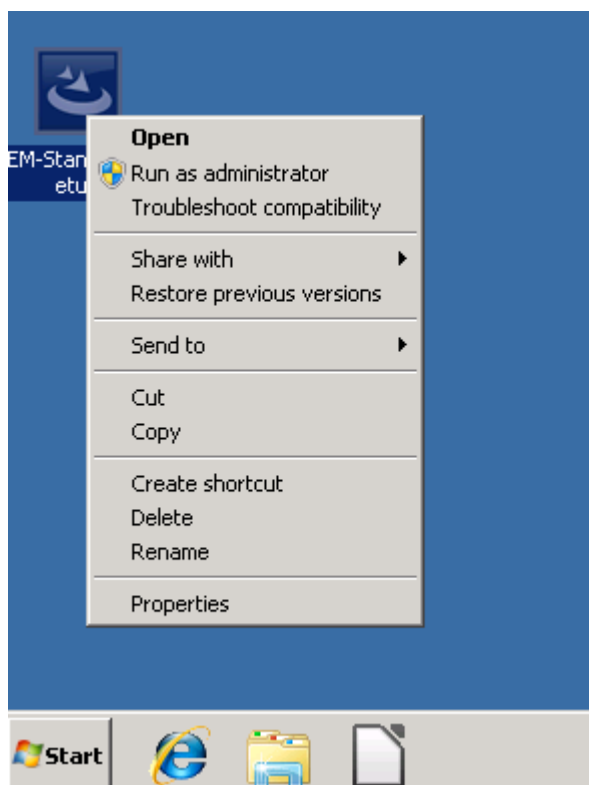 EM-Stan
etu
Open
Run as administrator
Troubleshoot compatibility
Share with
Restore previous versions
Send to
Cut
Copy
Create shortcut
Delete
Rename
Properties
Start